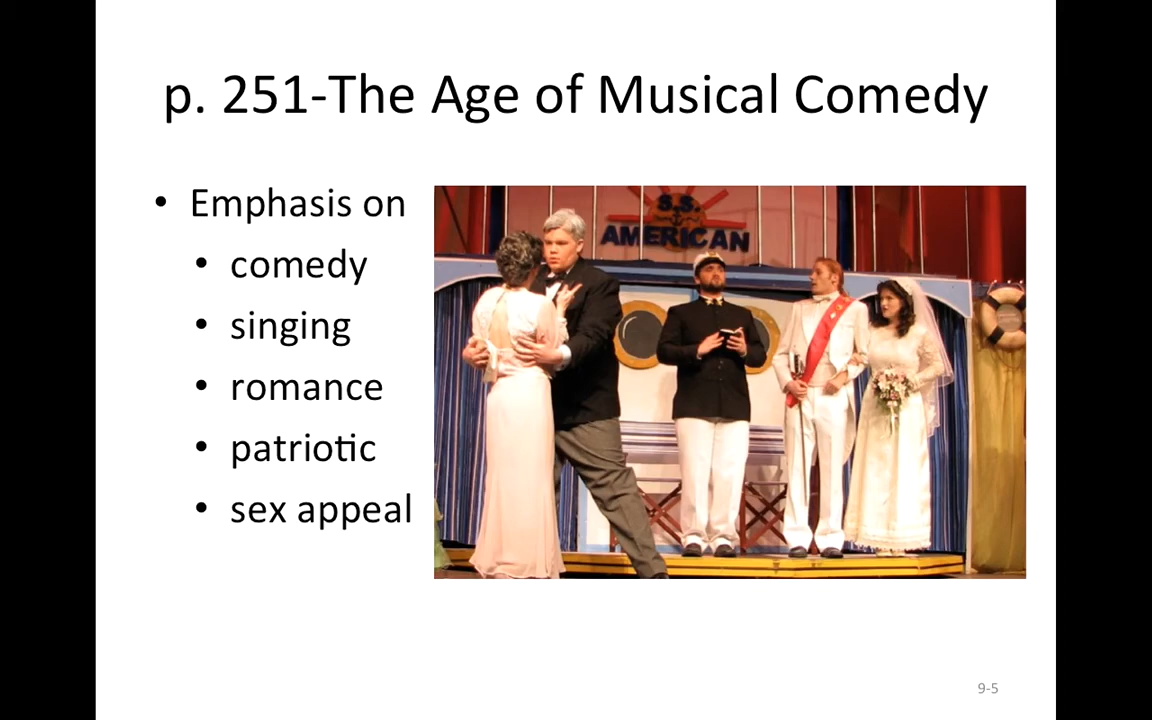 p. 251-The Age of Musical Comedy
• Emphasis on
• comedy
• singing
• romance
• patriotic
• sex appeal
S.S.
AMERICAN
9-5